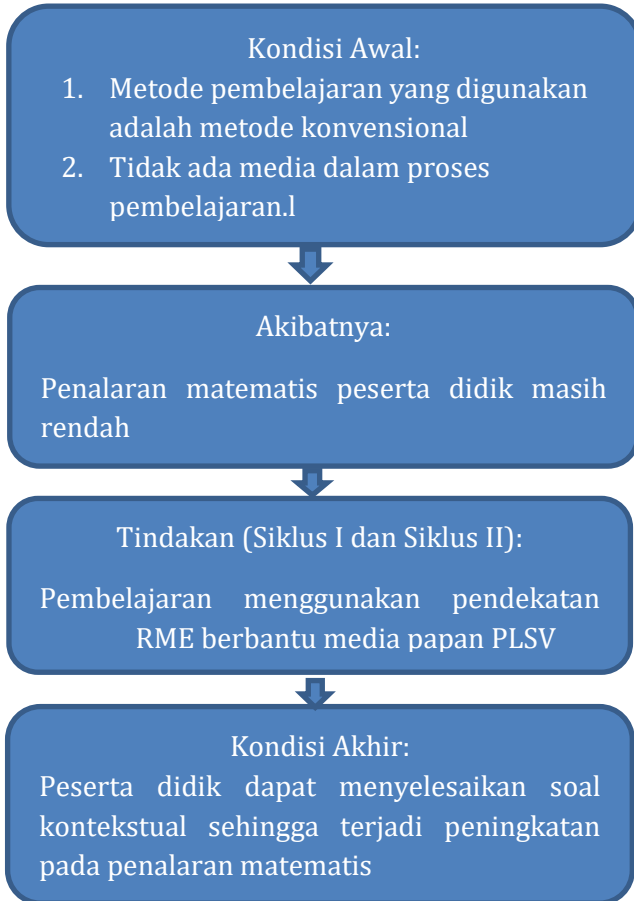 Kondisi Awal:
1. Metode pembelajaran yang digunakan
adalah metode konvensional
2. Tidak ada media dalam proses
pembelajaran.l
Akibatnya:
Penalaran matematis peserta didik masih
rendah
Tindakan (Siklus I dan Siklus II):
Pembelajaran menggunakan pendekatan
RME berbantu media papan PLSV
Kondisi Akhir:
Peserta didik dapat menyelesaikan soal
kontekstual sehingga terjadi peningkatan
pada penalaran matematis